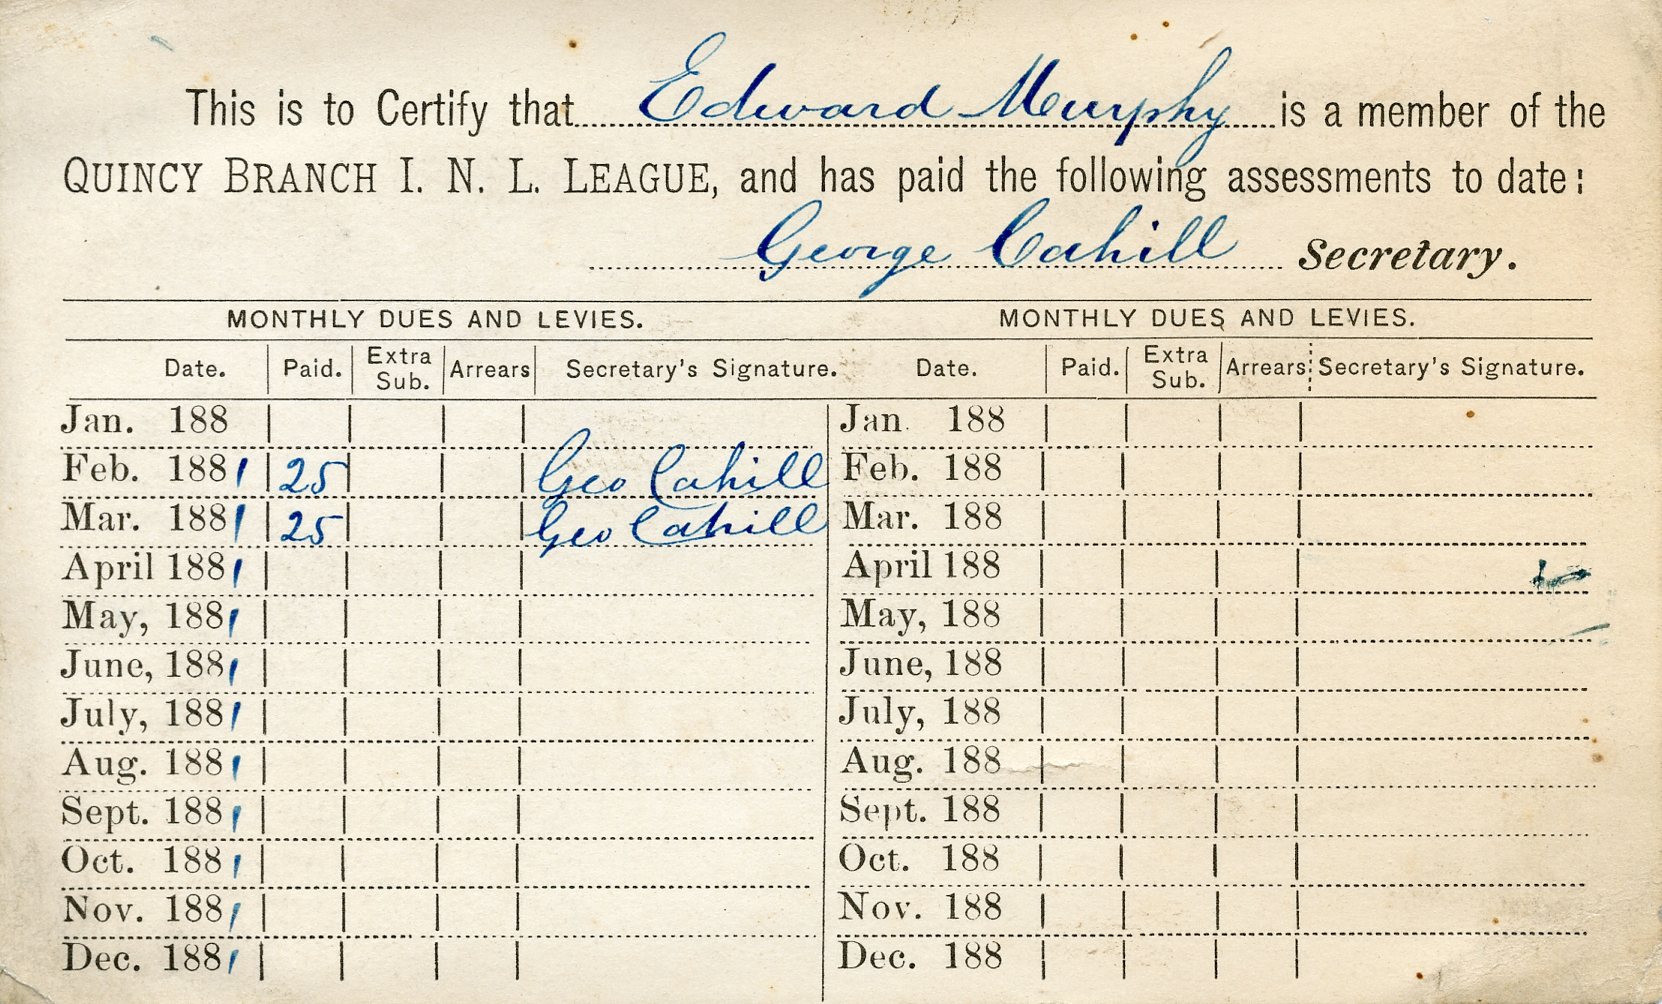 This is to Certify that Edward Murphy is a member of the
QUINCY BRANCH I. N. L. LEAGUE, and has paid the following assessments to date:
George Cahill Secretary.
MONTHLY DUES AND LEVIES. MONTHLY DUES AND LEVIES.
Date. Paid. Extra Sub. Arrears Secretary's Signature. Date. Paid. Extra Sub. Arrears Secretary's Signature.
Jan. 188 Jan 188
Feb. 1881 25 Geo Cahill Feb. 188
Mar. 1881 25 Geo Cahill Mar. 188
April 1881 April 188
May, 1881 May, 188
June, 1881 June, 188
July, 1881 July, 188
Aug. 1881 Aug. 188
Sept. 1881 Sept. 188
Oct. 1881 Oct. 188
Nov. 1881 Nov. 188
Dec. 1881 Dec. 188